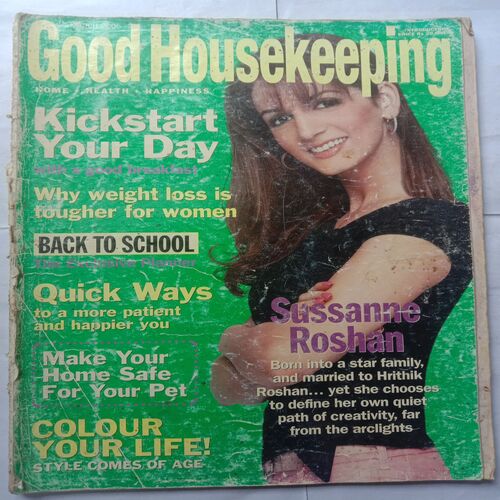 Good Housekeeping
HOME • HEALTH • HAPPINESS
Kickstart
Your Day
with a good breakfast
Why weight loss is
tougher for women
BACK TO SCHOOL
Quick Ways
to a more patient
and happier you
Make Your
Home Safe
For Your Pet
COLOUR
YOUR LIFE!
STYLE COMES OF AGE
Sussanne
Roshan
Born into a star family,
and married to Hrithik
Roshan... yet she chooses
to define her own quiet
path of creativity, far
from the arclights